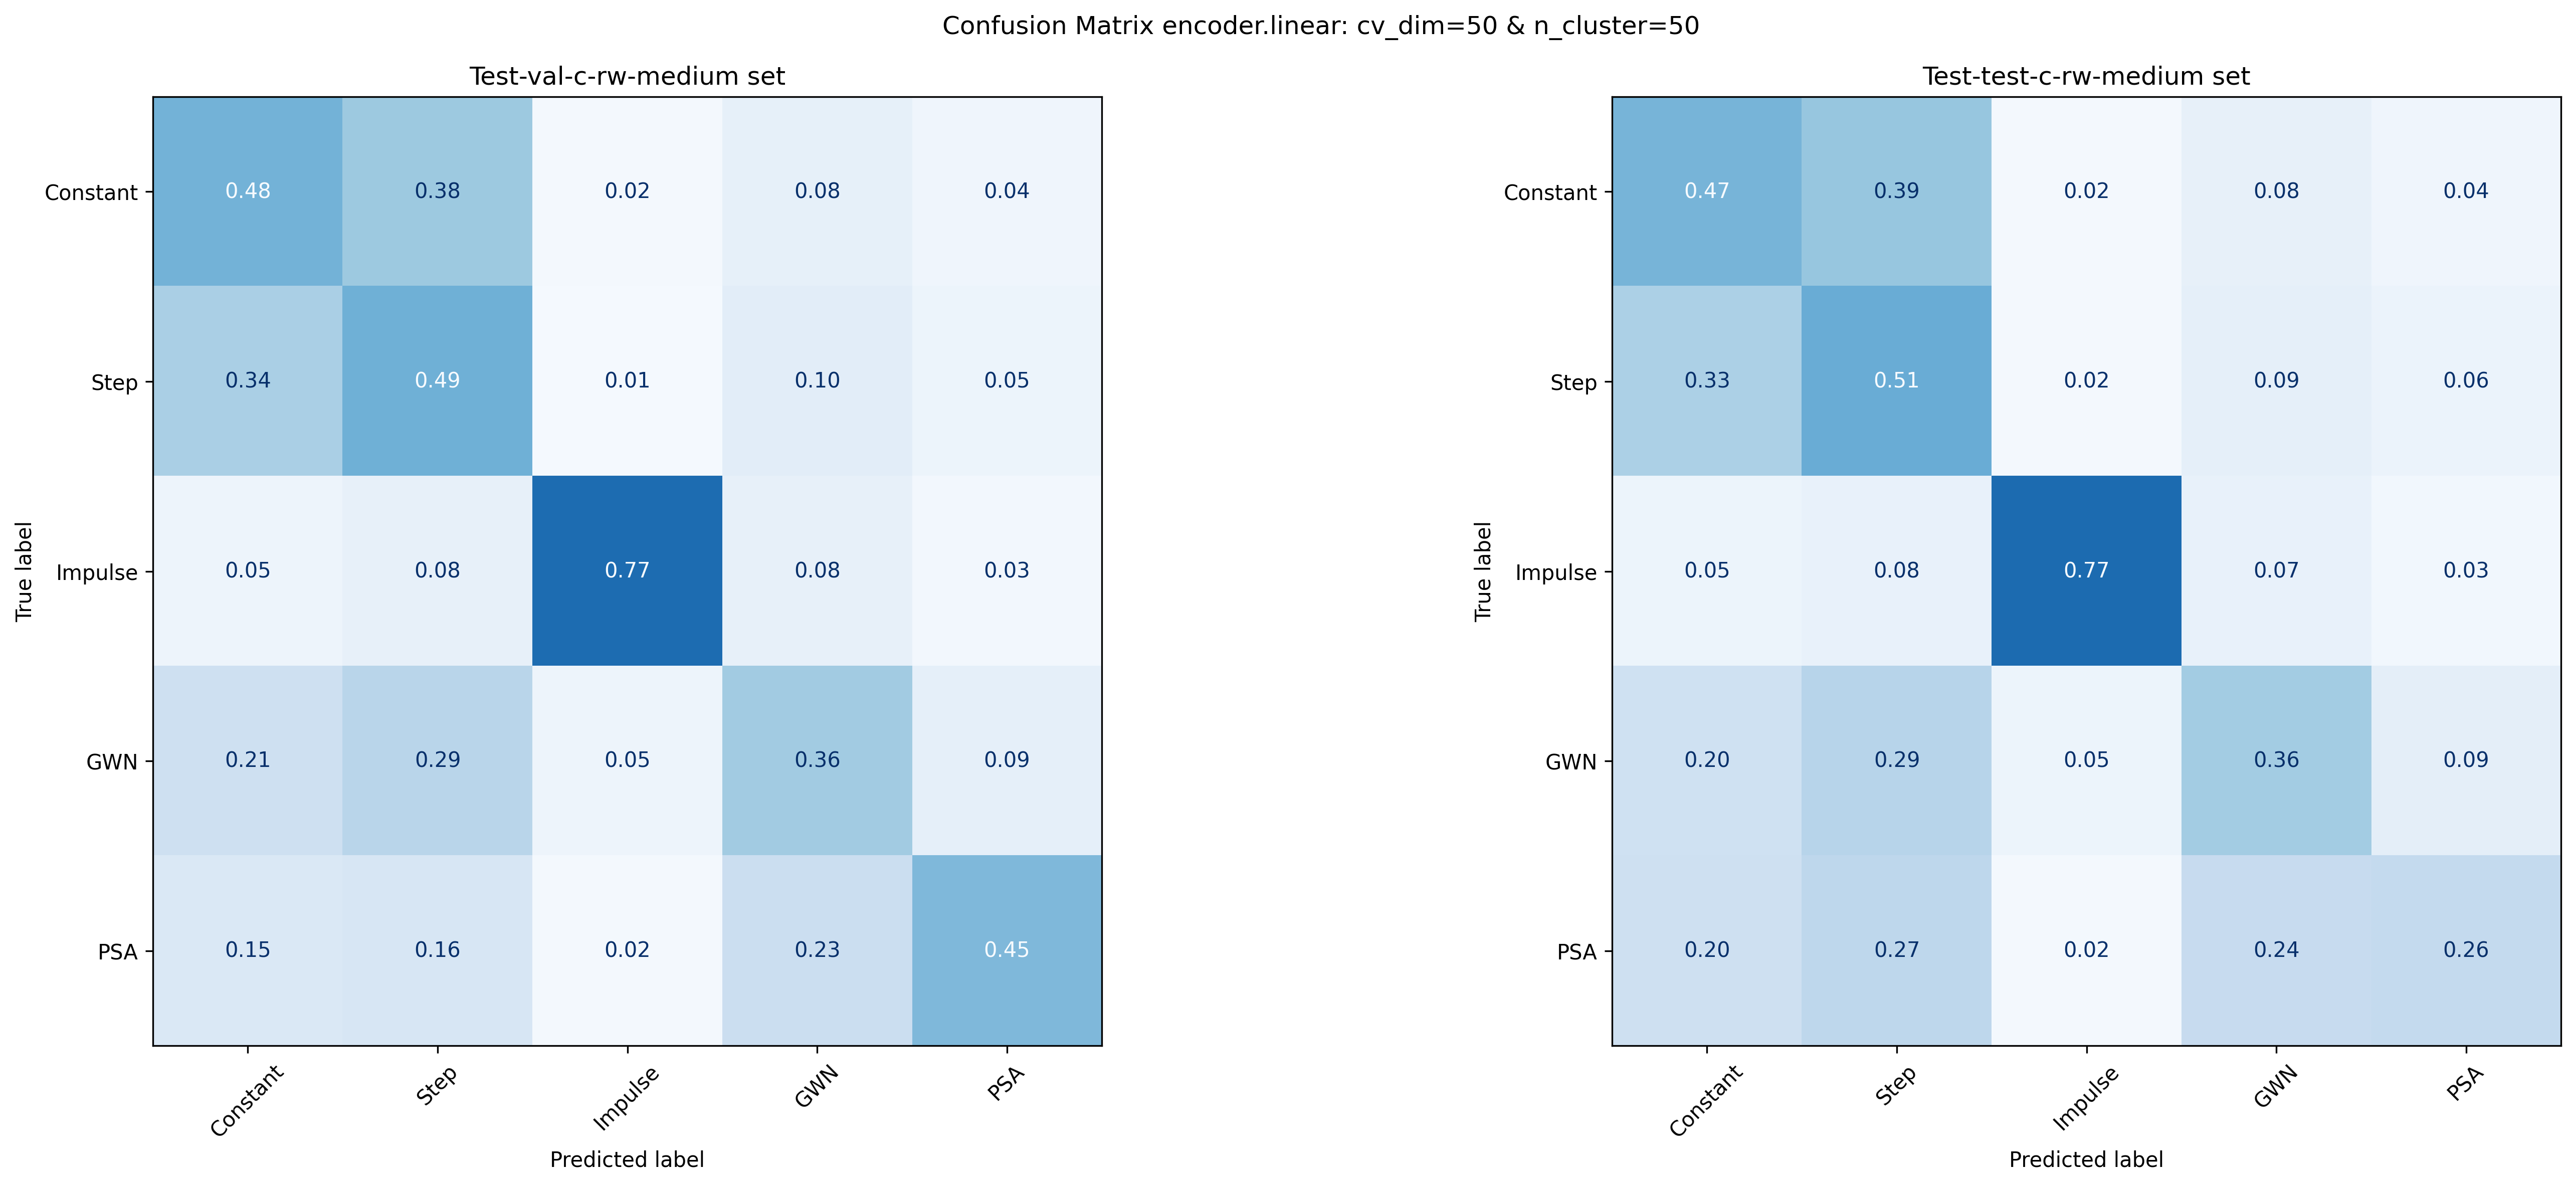 Confusion Matrix encoder.linear: cv_dim=50 & n_cluster=50
Test-val-c-rw-medium set
True label
Constant 0.48 0.38 0.02 0.08 0.04
Step 0.34 0.49 0.01 0.10 0.05
Impulse 0.05 0.08 0.77 0.08 0.03
GWN 0.21 0.29 0.05 0.36 0.09
PSA 0.15 0.16 0.02 0.23 0.45
Constant Step Impulse GWN PSA
Predicted label
Test-test-c-rw-medium set
True label
Constant 0.47 0.39 0.02 0.08 0.04
Step 0.33 0.51 0.02 0.09 0.06
Impulse 0.05 0.08 0.77 0.07 0.03
GWN 0.20 0.29 0.05 0.36 0.09
PSA 0.20 0.27 0.02 0.24 0.26
Constant Step Impulse GWN PSA
Predicted label